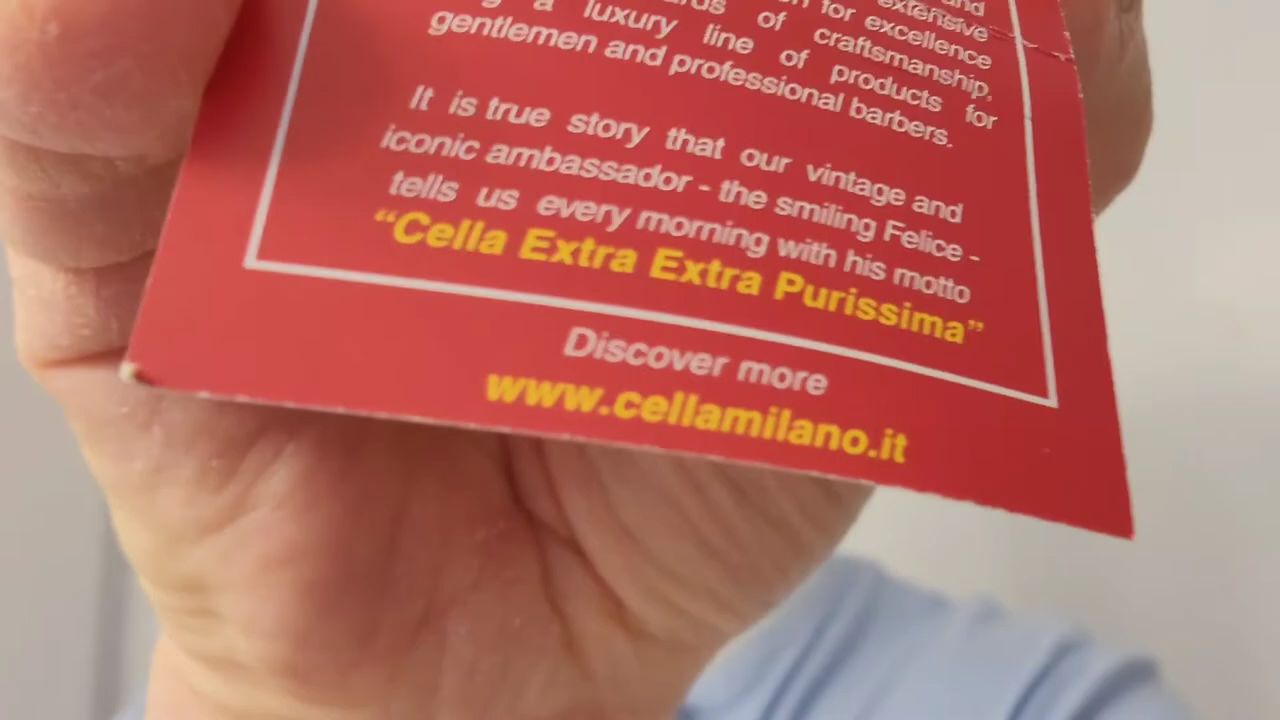 and
extensive
for excellence
of craftsmanship,
a luxury line of products for
gentlemen and professional barbers.
It is true story that our vintage and
iconic ambassador - the smiling Felice -
tells us every morning with his motto
“Cella Extra Extra Purissima”
Discover more
www.cellamilano.it